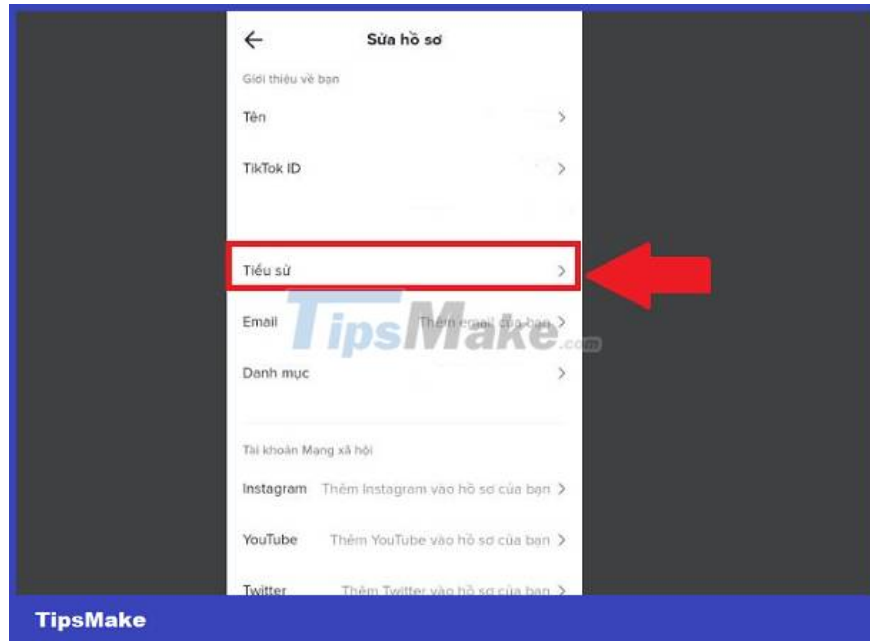 Sửa hồ sơ
Giới thiệu về bạn
Tên
TikTok ID
Tiểu sử
Email Thêm email của bạn
TipsMake.com
Danh mục
Tài khoản Mạng xã hội
Instagram Thêm Instagram vào hồ sơ của bạn
YouTube Thêm YouTube vào hồ sơ của bạn
Twitter Thêm Twitter vào hồ sơ của bạn
TipsMake